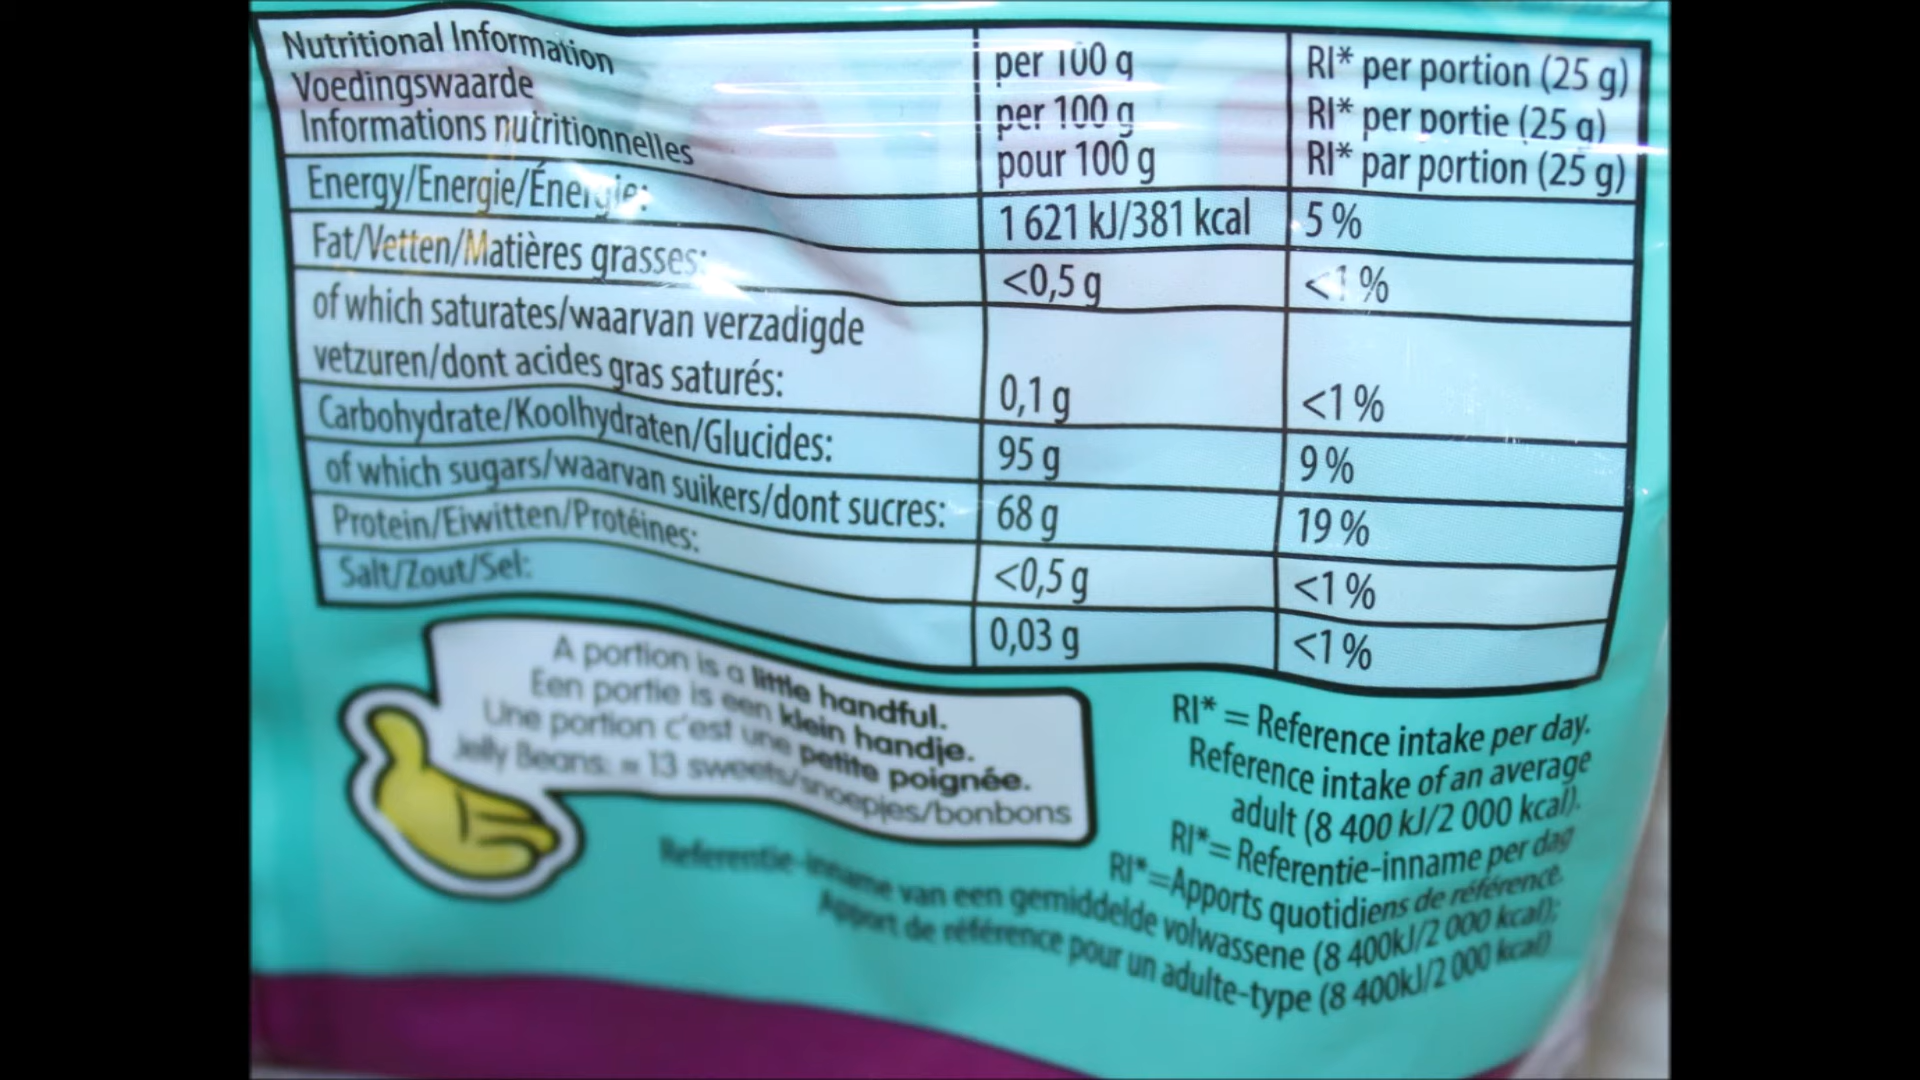 Nutritional Information
Voedingswaarde
Informations nutritionnelles
per 100 g
per 100 g
pour 100 g
RI* per portion (25 g)
RI* per portie (25 g)
RI* par portion (25 g)
Energy/Energie/Énergie: 1 621 kJ/381 kcal 5 %
Fat/Vetten/Matières grasses: <0,5 g <1 %
of which saturates/waarvan verzadigde
vetzuren/dont acides gras saturés: 0,1 g <1 %
Carbohydrate/Koolhydraten/Glucides: 95 g 9 %
of which sugars/waarvan suikers/dont sucres: 68 g 19 %
Protein/Eiwitten/Protéines: <0,5 g <1 %
Salt/Zout/Sel: 0,03 g <1 %
A portion is a little handful.
Een portie is een klein handje.
Une portion c'est une petite poignée.
Jelly Beans: ≈ 13 sweets/snoepjes/bonbons
RI* = Reference intake per day.
Reference intake of an average
adult (8 400 kJ/2 000 kcal).
RI*= Referentie-inname per dag
RI*=Apports quotidiens de référence.
Referentie-inname van een gemiddelde volwassene (8 400kJ/2 000 kcal);
Apport de référence pour un adulte-type (8 400kJ/2 000 kcal)